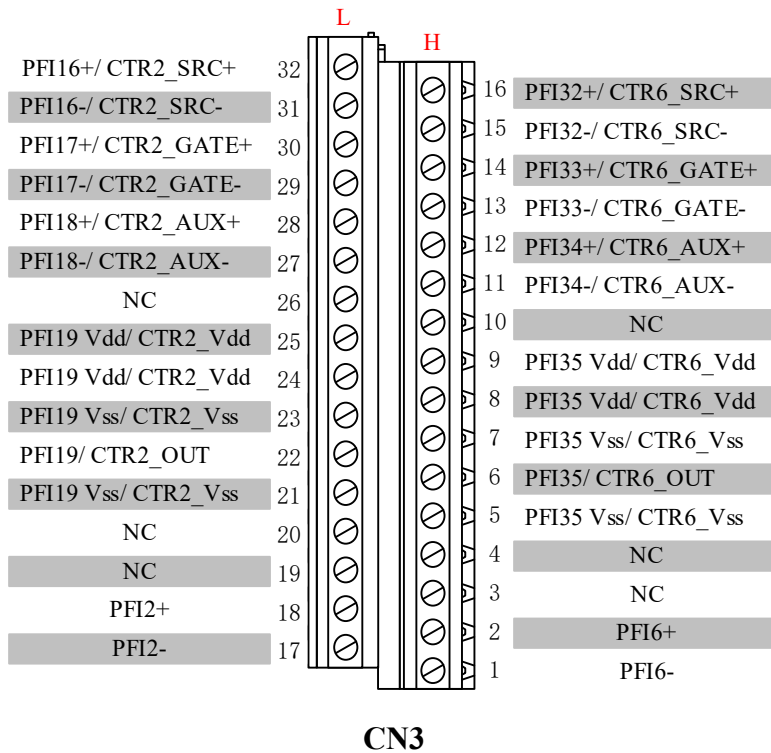 L
H
PFI16+/ CTR2_SRC+ 32
PFI16-/ CTR2_SRC- 31
PFI17+/ CTR2_GATE+ 30
PFI17-/ CTR2_GATE- 29
PFI18+/ CTR2_AUX+ 28
PFI18-/ CTR2_AUX- 27
NC 26
PFI19 Vdd/ CTR2_Vdd 25
PFI19 Vdd/ CTR2_Vdd 24
PFI19 Vss/ CTR2_Vss 23
PFI19/ CTR2_OUT 22
PFI19 Vss/ CTR2_Vss 21
NC 20
NC 19
PFI2+ 18
PFI2- 17
16 PFI32+/ CTR6_SRC+
15 PFI32-/ CTR6_SRC-
14 PFI33+/ CTR6_GATE+
13 PFI33-/ CTR6_GATE-
12 PFI34+/ CTR6_AUX+
11 PFI34-/ CTR6_AUX-
10 NC
9 PFI35 Vdd/ CTR6_Vdd
8 PFI35 Vdd/ CTR6_Vdd
7 PFI35 Vss/ CTR6_Vss
6 PFI35/ CTR6_OUT
5 PFI35 Vss/ CTR6_Vss
4 NC
3 NC
2 PFI6+
1 PFI6-
CN3